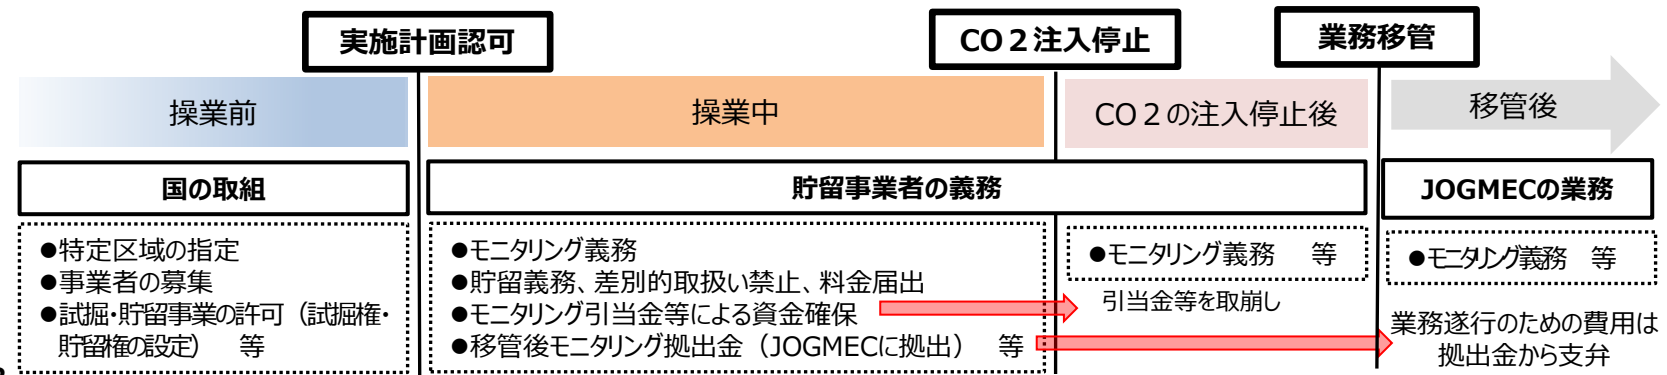 実施計画認可
CO２注入停止
業務移管
操業前
操業中
CO２の注入停止後
移管後
国の取組
貯留事業者の義務
JOGMECの業務
●特定区域の指定
●事業者の募集
●試掘・貯留事業の許可（試掘権・
貯留権の設定） 等
●モニタリング義務
●貯留義務、差別的取扱い禁止、料金届出
●モニタリング引当金等による資金確保
●移管後モニタリング拠出金（JOGMECに拠出） 等
●モニタリング義務 等
引当金等を取崩し
●モニタリング義務 等
業務遂行のための費用は
拠出金から支弁